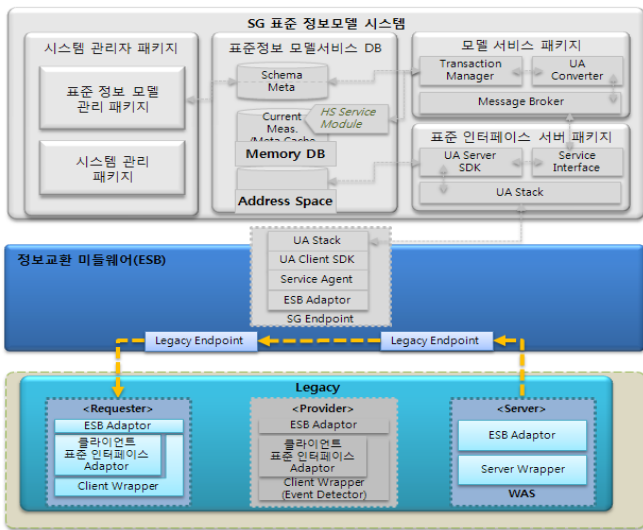 SG 표준 정보모델 시스템
시스템 관리자 패키지
표준 정보 모델
관리 패키지
시스템 관리
패키지
표준정보 모델서비스 DB
Schema
Meta
HS Service
Module
Current
Meas.
/Meta Cache
Memory DB
Address Space
모델 서비스 패키지
Transaction
Manager
UA
Converter
Message Broker
표준 인터페이스 서버 패키지
UA Server
SDK
Service
Interface
UA Stack
정보교환 미들웨어(ESB)
UA Stack
UA Client SDK
Service Agent
ESB Adaptor
SG Endpoint
Legacy Endpoint
Legacy Endpoint
Legacy
<Requester>
ESB Adaptor
클라이언트
표준 인터페이스
Adaptor
Client Wrapper
<Provider>
ESB Adaptor
클라이언트
표준 인터페이스
Adaptor
Client Wrapper
(Event Detector)
<Server>
ESB Adaptor
Server Wrapper
WAS